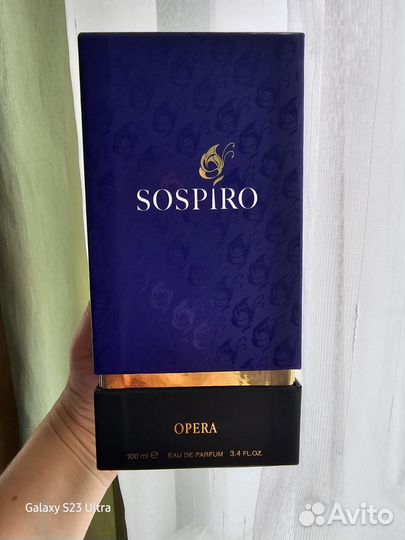 SOSPIRO
OPERA
100 ml ℮ EAU DE PARFUM 3.4 FL.OZ.
Galaxy S23 Ultra
Avito